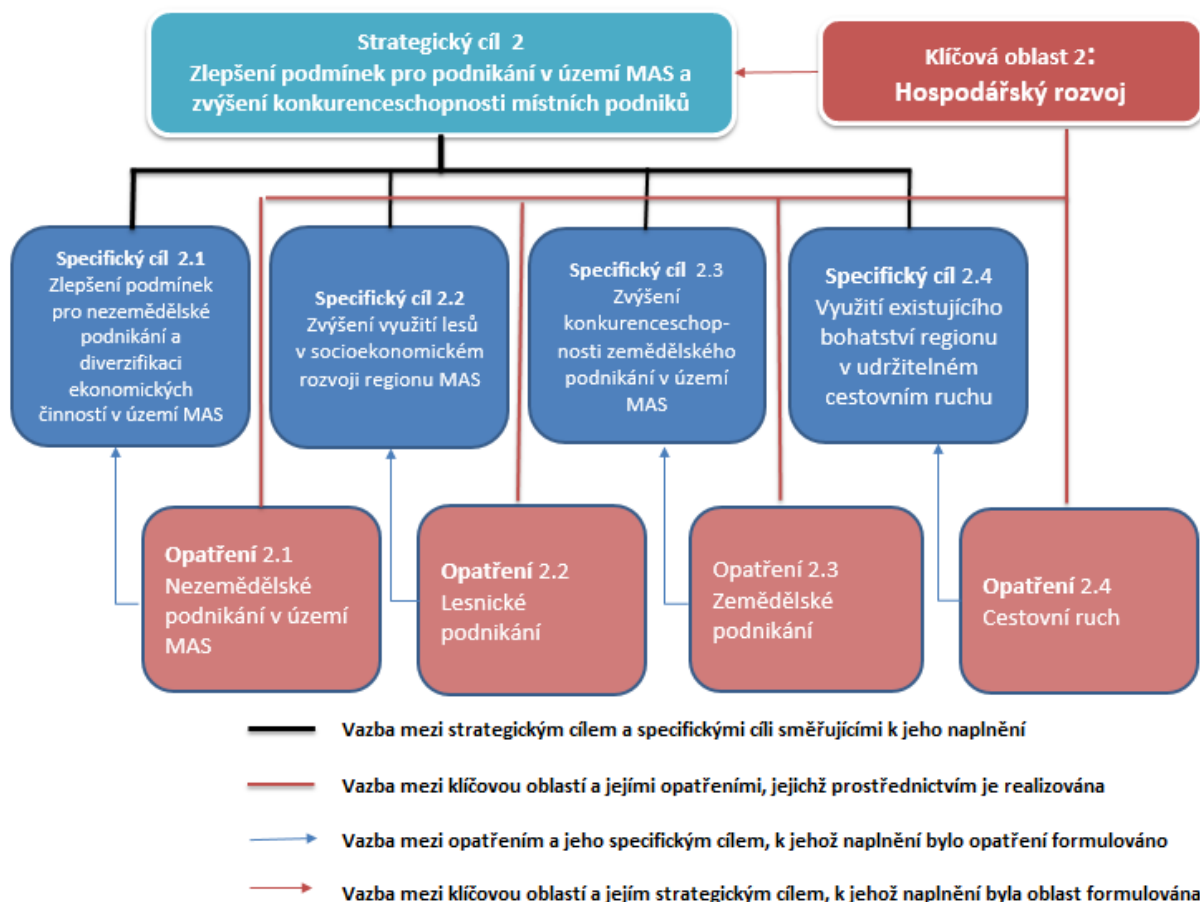 Strategický cíl 2
Zlepšení podmínek pro podnikání v území MAS a
zvýšení konkurenceschopnosti místních podniků
Klíčová oblast 2:
Hospodářský rozvoj
Specifický cíl 2.1
Zlepšení podmínek
pro nezemědělské
podnikání a
diverzifikaci
ekonomických
činností v území MAS
Specifický cíl 2.2
Zvýšení využití lesů
v socioekonomickém
rozvoji regionu MAS
Specifický cíl 2.3
Zvýšení
konkurenceschop-
nosti zemědělského
podnikání v území
MAS
Specifický cíl 2.4
Využití existujícího
bohatství regionu
v udržitelném
cestovním ruchu
Opatření 2.1
Nezemědělské
podnikání v území
MAS
Opatření 2.2
Lesnické
podnikání
Opatření 2.3
Zemědělské
podnikání
Opatření 2.4
Cestovní ruch
Vazba mezi strategickým cílem a specifickými cíli směřujícími k jeho naplnění
Vazba mezi klíčovou oblastí a jejími opatřeními, jejichž prostřednictvím je realizována
Vazba mezi opatřením a jeho specifickým cílem, k jehož naplnění bylo opatření formulováno
Vazba mezi klíčovou oblastí a jejím strategickým cílem, k jehož naplnění byla oblast formulována